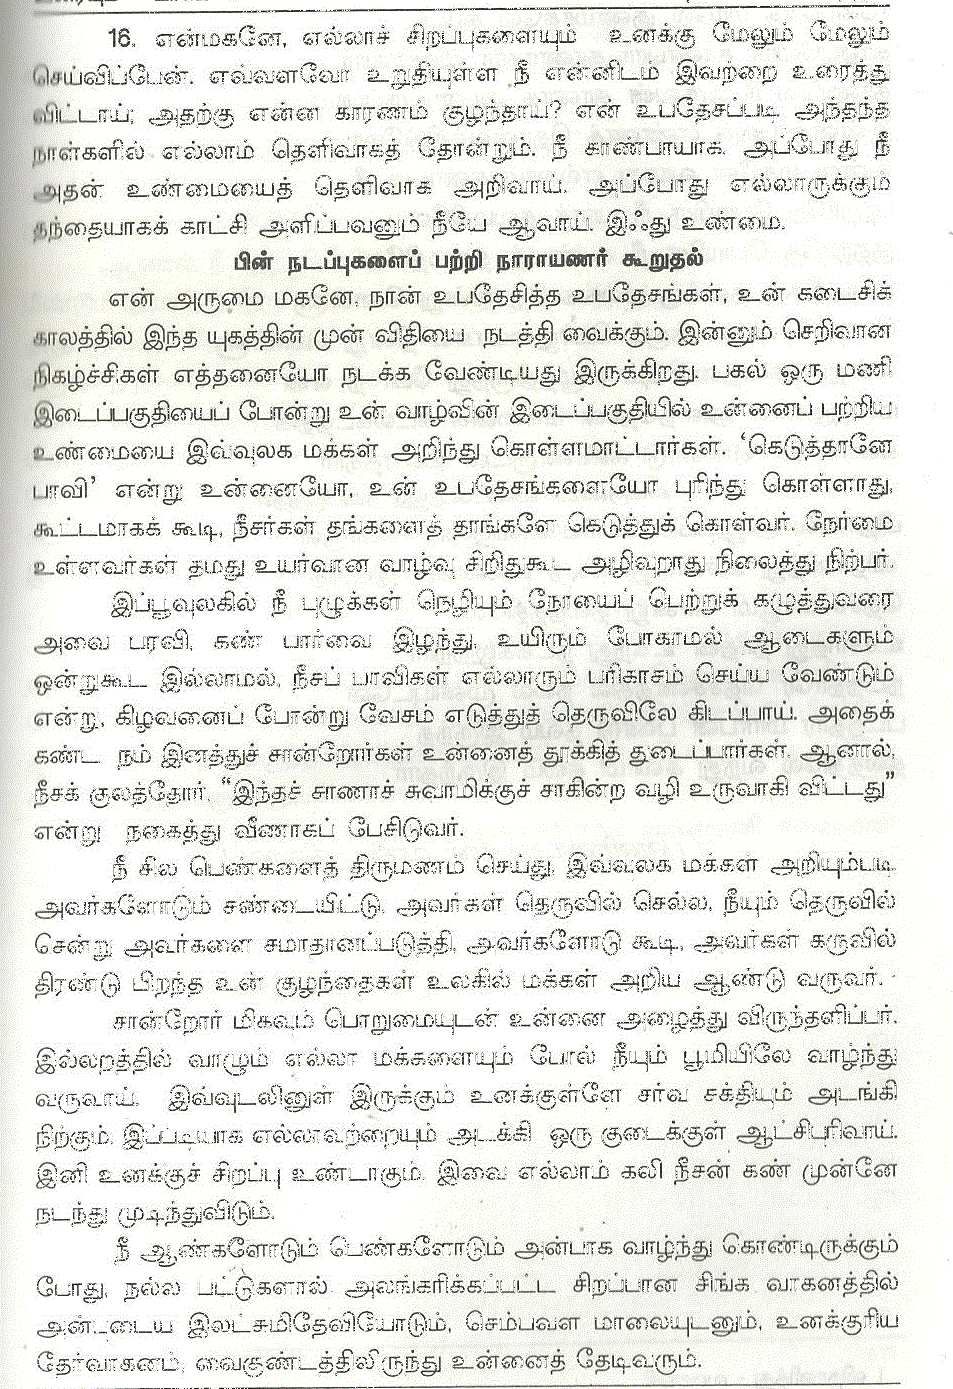 16. என்மகனே, எல்லாச் சிறப்புகளையும் உனக்கு மேலும் மேலும்
செய்விப்பேன். எவ்வளவோ உறுதியுள்ள நீ என்னிடம் இவற்றை உரைத்து
விட்டாய்; அதற்கு என்ன காரணம் குழந்தாய்? என் உபதேசப்படி அந்தந்த
நாள்களில் எல்லாம் தெளிவாகத் தோன்றும். நீ காண்பாயாக. அப்போது நீ
அதன் உண்மையைத் தெளிவாக அறிவாய். அப்போது எல்லாருக்கும்
தந்தையாகக் காட்சி அளிப்பவனும் நீயே ஆவாய். இஃது உண்மை.
பின் நடப்புகளைப் பற்றி நாராயணர் கூறுதல்
என் அருமை மகனே, நான் உபதேசித்த உபதேசங்கள், உன் கடைசிக்
காலத்தில் இந்த யுகத்தின் முன் விதியை நடத்தி வைக்கும். இன்னும் செறிவான
நிகழ்ச்சிகள் எத்தனையோ நடக்க வேண்டியது இருக்கிறது. பகல் ஒரு மணி
இடைப்பகுதியைப் போன்று உன் வாழ்வின் இடைப்பகுதியில் உன்னைப் பற்றிய
உண்மையை இவ்வுலக மக்கள் அறிந்து கொள்ளமாட்டார்கள். ‘கெடுத்தானே
பாவி’ என்று உன்னையோ, உன் உபதேசங்களையோ புரிந்து கொள்ளாது,
கூட்டமாகக் கூடி, நீசர்கள் தங்களைத் தாங்களே கெடுத்துக் கொள்வர். நேர்மை
உள்ளவர்கள் தமது உயர்வான வாழ்வு சிறிதுகூட அழிவுறாது நிலைத்து நிற்பர்.
இப்பூவுலகில் நீ புழுக்கள் நெழியும் நோயைப் பெற்றுக் கழுத்துவரை
அவை பரவி, கண் பார்வை இழந்து, உயிரும் போகாமல் ஆடைகளும்
ஒன்றுகூட இல்லாமல், நீசப் பாவிகள் எல்லாரும் பரிகாசம் செய்ய வேண்டும்
என்று, கிழவனைப் போன்று வேசம் எடுத்துத் தெருவிலே கிடப்பாய். அதைக்
கண்ட நம் இனத்துச் சான்றோர்கள் உன்னைத் தூக்கித் துடைப்பார்கள். ஆனால்,
நீசக் குலத்தோர், “இந்தச் சாணாச் சுவாமிக்குச் சாகின்ற வழி உருவாகி விட்டது”
என்று நகைத்து வீணாகப் பேசிடுவர்.
நீ சில பெண்களைத் திருமணம் செய்து, இவ்வுலக மக்கள் அறியும்படி
அவர்களோடும் சண்டையிட்டு, அவர்கள் தெருவில் செல்ல, நீயும் தெருவில்
சென்று அவர்களை சமாதானப்படுத்தி, அவர்களோடு கூடி, அவர்கள் கருவில்
திரண்டு பிறந்த உன் குழந்தைகள் உலகில் மக்கள் அறிய ஆண்டு வருவர்.
சான்றோர் மிகவும் பொறுமையுடன் உன்னை அழைத்து விருந்தளிப்பர்.
இல்லறத்தில் வாழும் எல்லா மக்களையும் போல் நீயும் பூமியிலே வாழ்ந்து
வருவாய். இவ்வுடலினுள் இருக்கும் உனக்குள்ளே சர்வ சக்தியும் அடங்கி
நிற்கும். இப்படியாக எல்லாவற்றையும் அடக்கி ஒரு குடைக்குள் ஆட்சிபுரிவாய்.
இனி உனக்குச் சிறப்பு உண்டாகும். இவை எல்லாம் கலி நீசன் கண் முன்னே
நடந்து முடிந்துவிடும்.
நீ ஆண்களோடும் பெண்களோடும் அன்பாக வாழ்ந்து கொண்டிருக்கும்
போது, நல்ல பட்டுகளால் அலங்கரிக்கப்பட்ட சிறப்பான சிங்க வாகனத்தில்
அன்புடைய இலட்சுமிதேவியோடும், செம்பவள மாலையுடனும், உனக்குரிய
தேர்வாகனம், வைகுண்டத்திலிருந்து உன்னைத் தேடிவரும்.